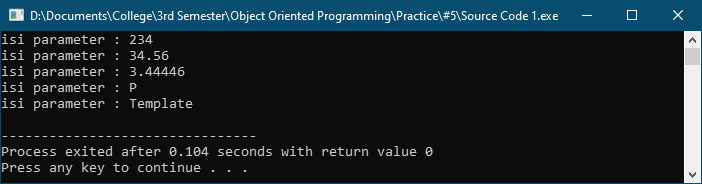 D:\Documents\College\3rd Semester\Object Oriented Programming\Practice\#5\Source Code 1.exe
isi parameter : 234
isi parameter : 34.56
isi parameter : 3.44446
isi parameter : P
isi parameter : Template
--------------------------------
Process exited after 0.104 seconds with return value 0
Press any key to continue . . .